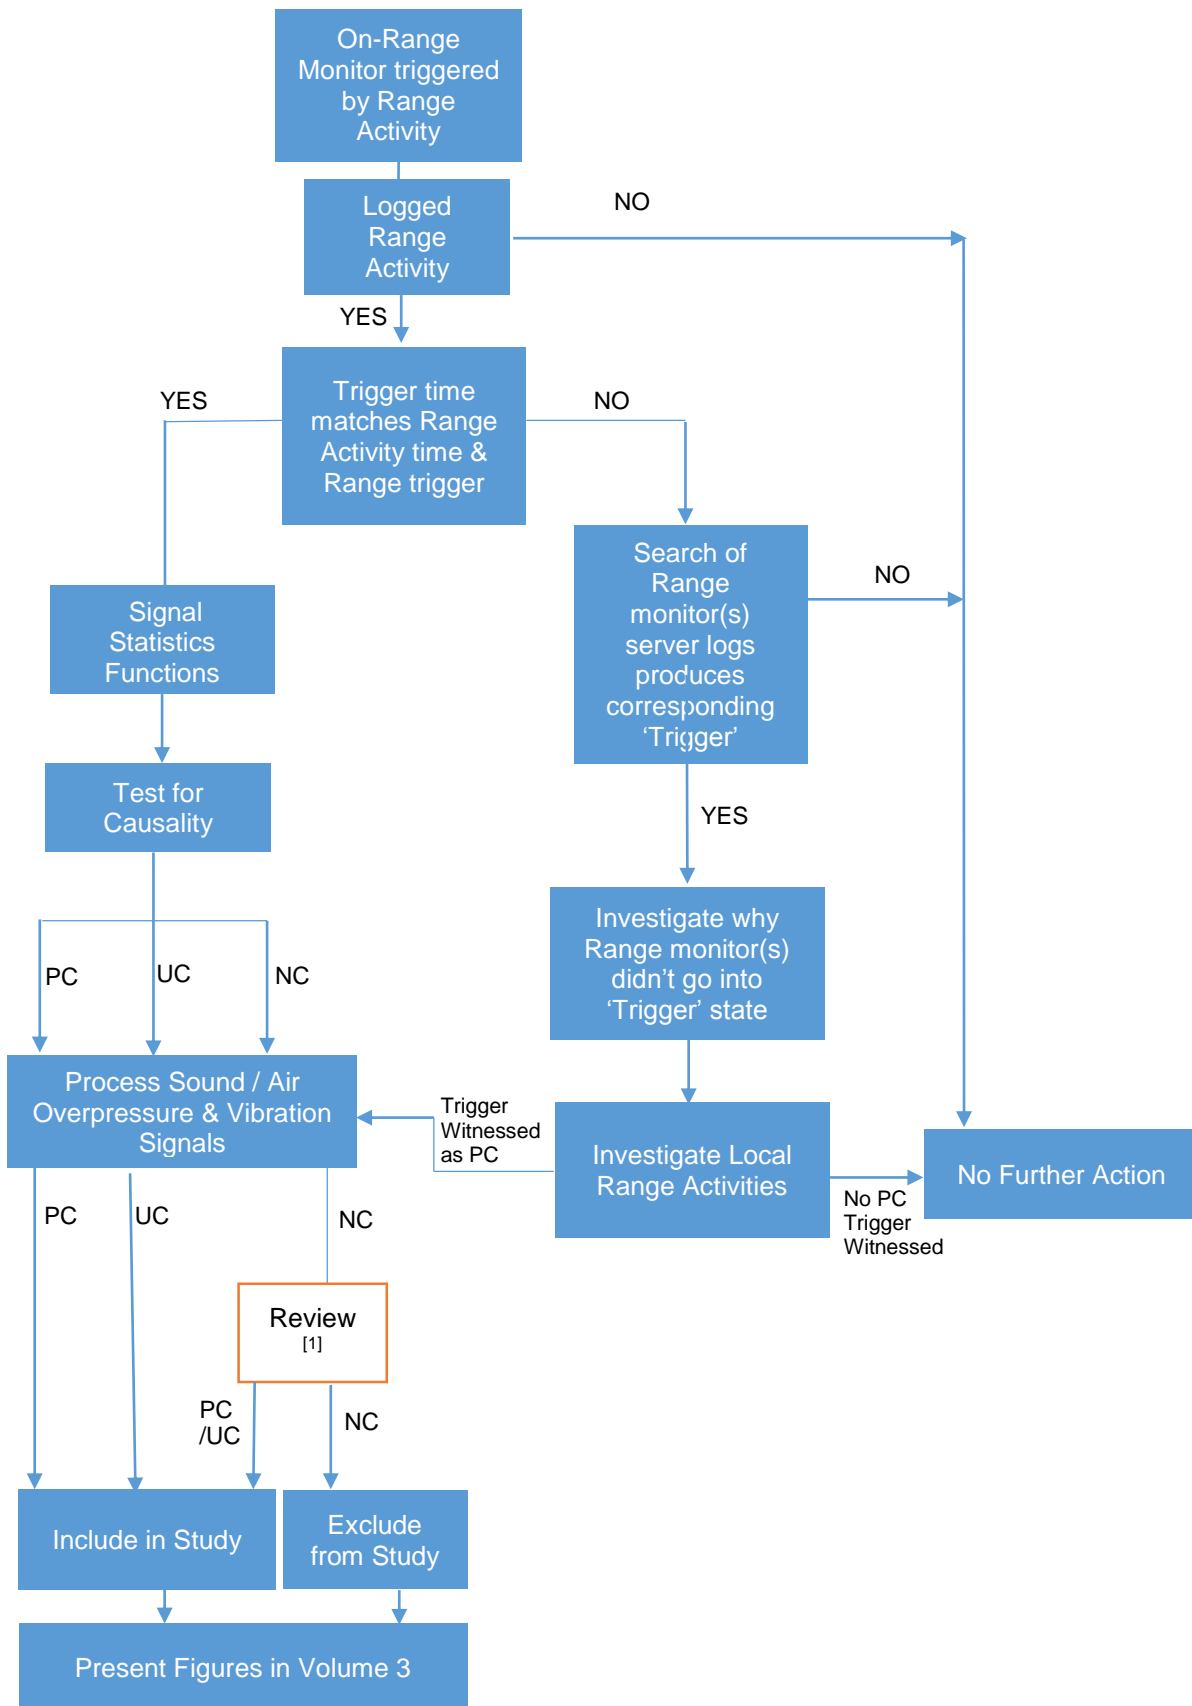 On-Range
Monitor triggered
by Range
Activity
Logged
Range
Activity
NO
YES
Trigger time
matches Range
Activity time &
Range trigger
YES
NO
Search of
Range
monitor(s)
server logs
produces
corresponding
‘Trigger’
NO
Signal
Statistics
Functions
YES
Test for
Causality
Investigate why
Range monitor(s)
didn’t go into
‘Trigger’ state
PC
UC
NC
Process Sound / Air
Overpressure & Vibration
Signals
Trigger
Witnessed
as PC
Investigate Local
Range Activities
No PC
Trigger
Witnessed
No Further Action
PC
UC
NC
Review
[1]
PC
/UC
NC
Include in Study
Exclude
from Study
Present Figures in Volume 3